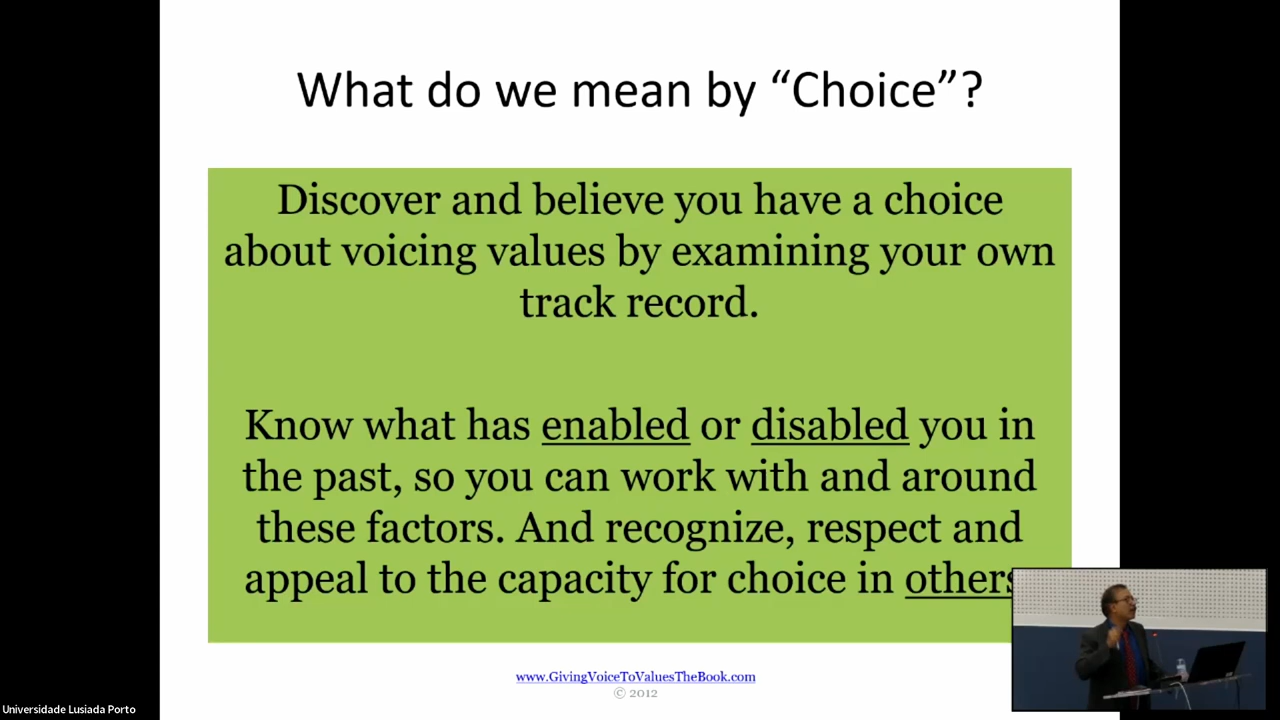 What do we mean by “Choice”?
Discover and believe you have a choice
about voicing values by examining your own
track record.
Know what has enabled or disabled you in
the past, so you can work with and around
these factors. And recognize, respect and
appeal to the capacity for choice in others
www.GivingVoiceToValuesTheBook.com
© 2012
Universidade Lusiada Porto